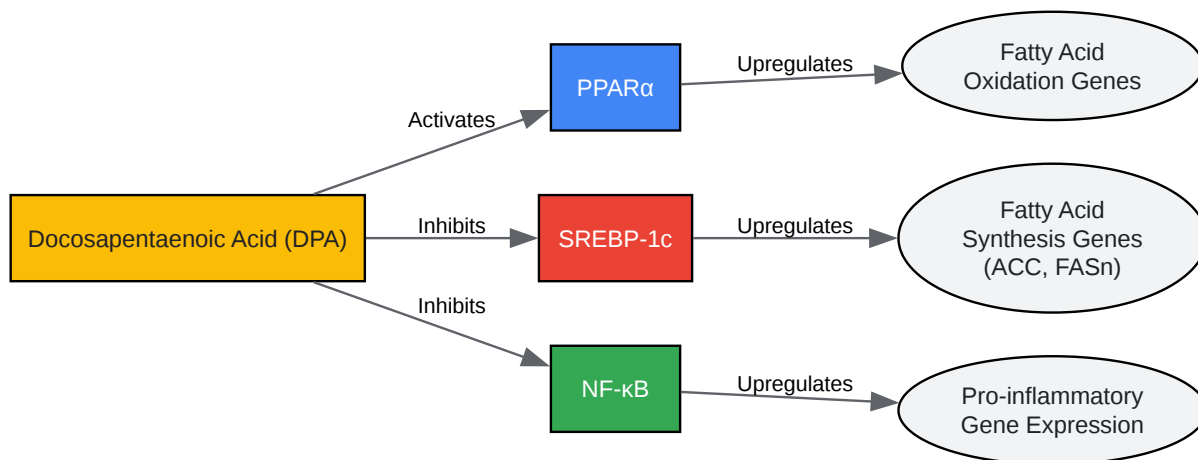 Fatty Acid
Oxidation Genes
Upregulates
PPARα
Activates
Docosapentaenoic Acid (DPA)
Inhibits
SREBP-1c
Upregulates
Fatty Acid
Synthesis Genes
(ACC, FASn)
Inhibits
NF-κB
Upregulates
Pro-inflammatory
Gene Expression